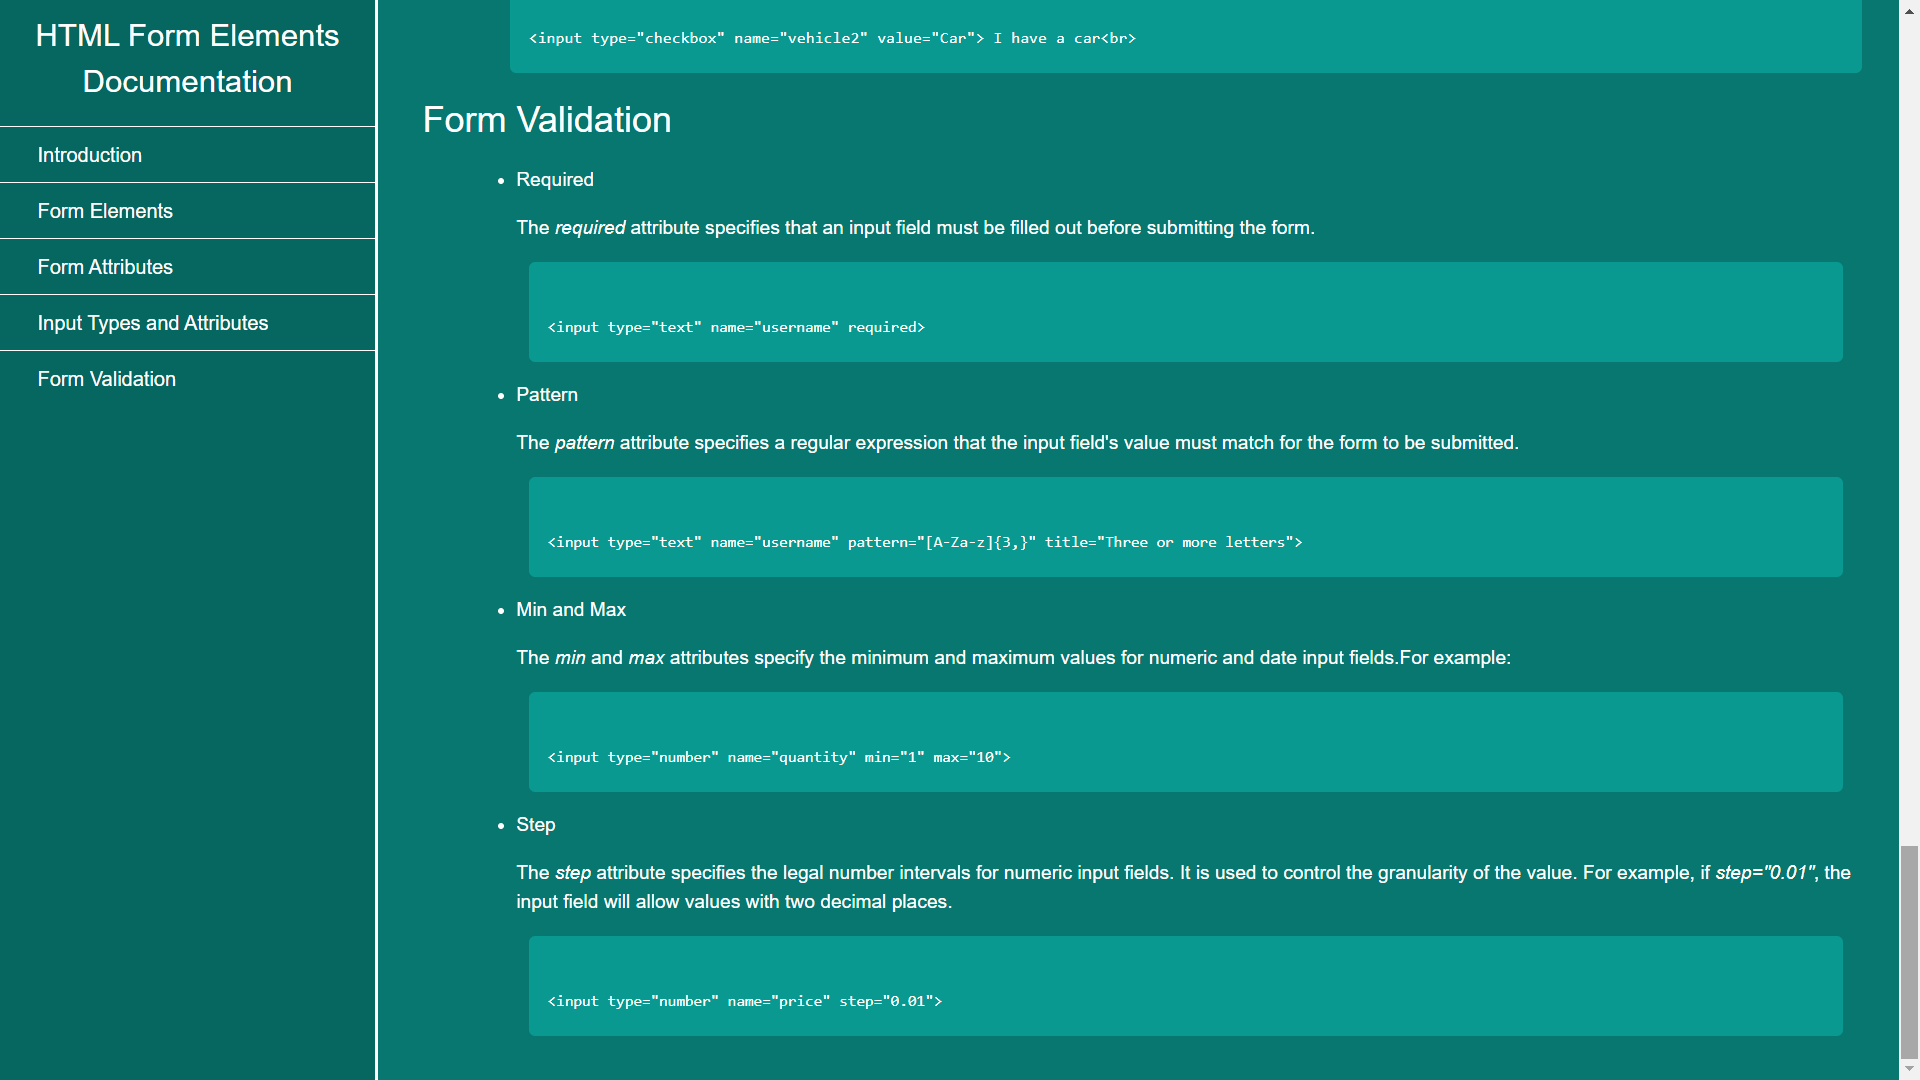 HTML Form Elements
Documentation
Introduction
Form Elements
Form Attributes
Input Types and Attributes
Form Validation
<input type="checkbox" name="vehicle2" value="Car"> I have a car<br>
Form Validation
• Required
The required attribute specifies that an input field must be filled out before submitting the form.
<input type="text" name="username" required>
• Pattern
The pattern attribute specifies a regular expression that the input field's value must match for the form to be submitted.
<input type="text" name="username" pattern="[A-Za-z]{3,}" title="Three or more letters">
• Min and Max
The min and max attributes specify the minimum and maximum values for numeric and date input fields.For example:
<input type="number" name="quantity" min="1" max="10">
• Step
The step attribute specifies the legal number intervals for numeric input fields. It is used to control the granularity of the value. For example, if step="0.01", the
input field will allow values with two decimal places.
<input type="number" name="price" step="0.01">